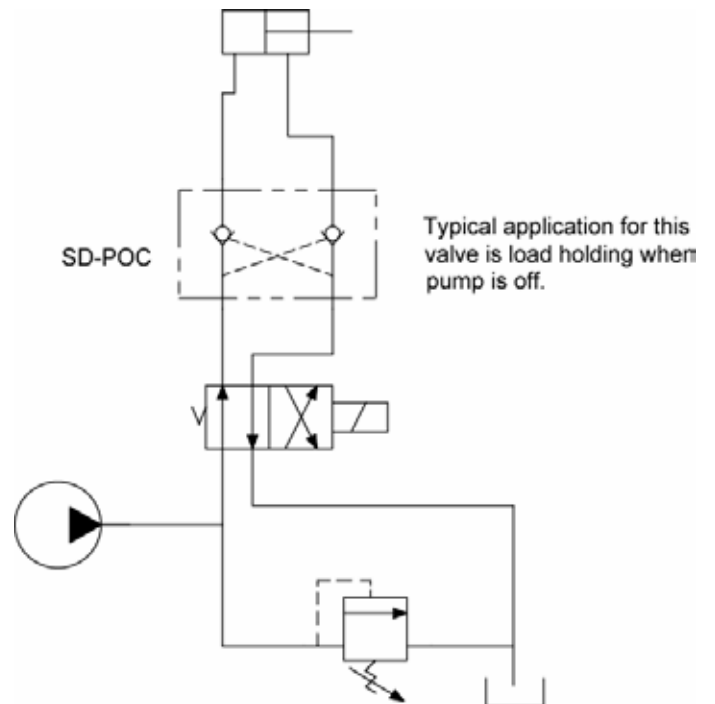 SD-POC
Typical application for this
valve is load holding when
pump is off.